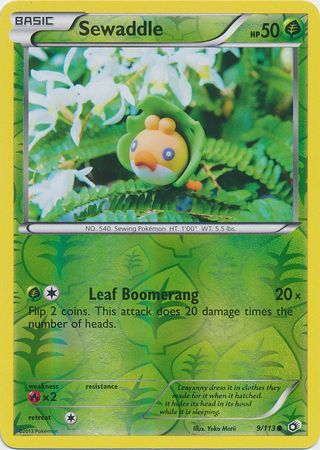 BASIC
Sewaddle
HP 50
NO. 540 Sewing Pokémon HT: 1'00" WT: 5.5 lbs.
Leaf Boomerang 20×
Flip 2 coins. This attack does 20 damage times
the number of heads.
weakness resistance
×2
retreat
Leavanny dress it in clothes they
made for it when it hatched.
It hides its head in its hood
while it is sleeping.
©2013 Pokémon
Illus. Yuka Morii 9/113